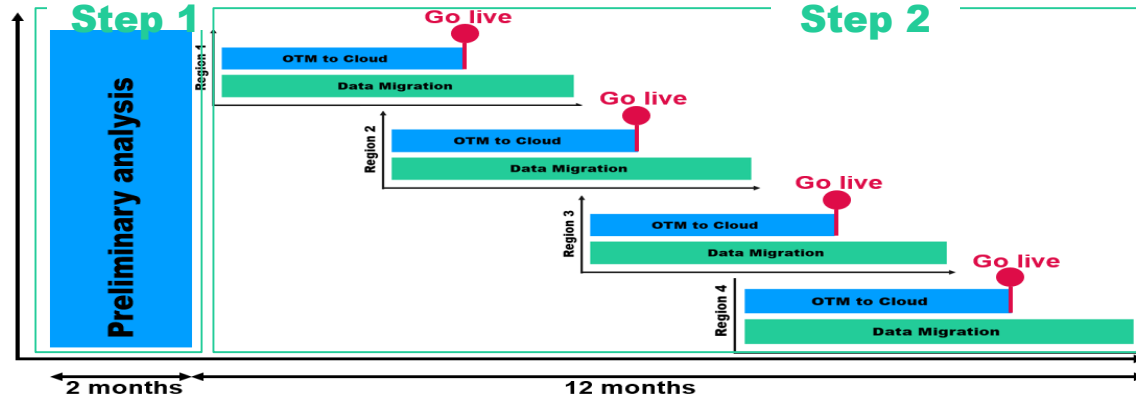 Step 1
Step 2
Preliminary analysis
Go live
Region 1
OTM to Cloud
Data Migration
Go live
Region 2
OTM to Cloud
Data Migration
Go live
Region 3
OTM to Cloud
Data Migration
Go live
Region 4
OTM to Cloud
Data Migration
2 months
12 months